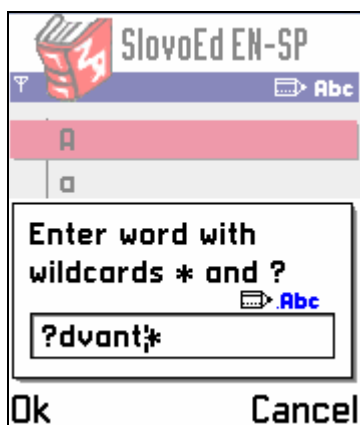 SlovoEd EN-SP
Abc
A
a
Enter word with
wildcards * and ?
.Abc
?dvant*
Ok Cancel